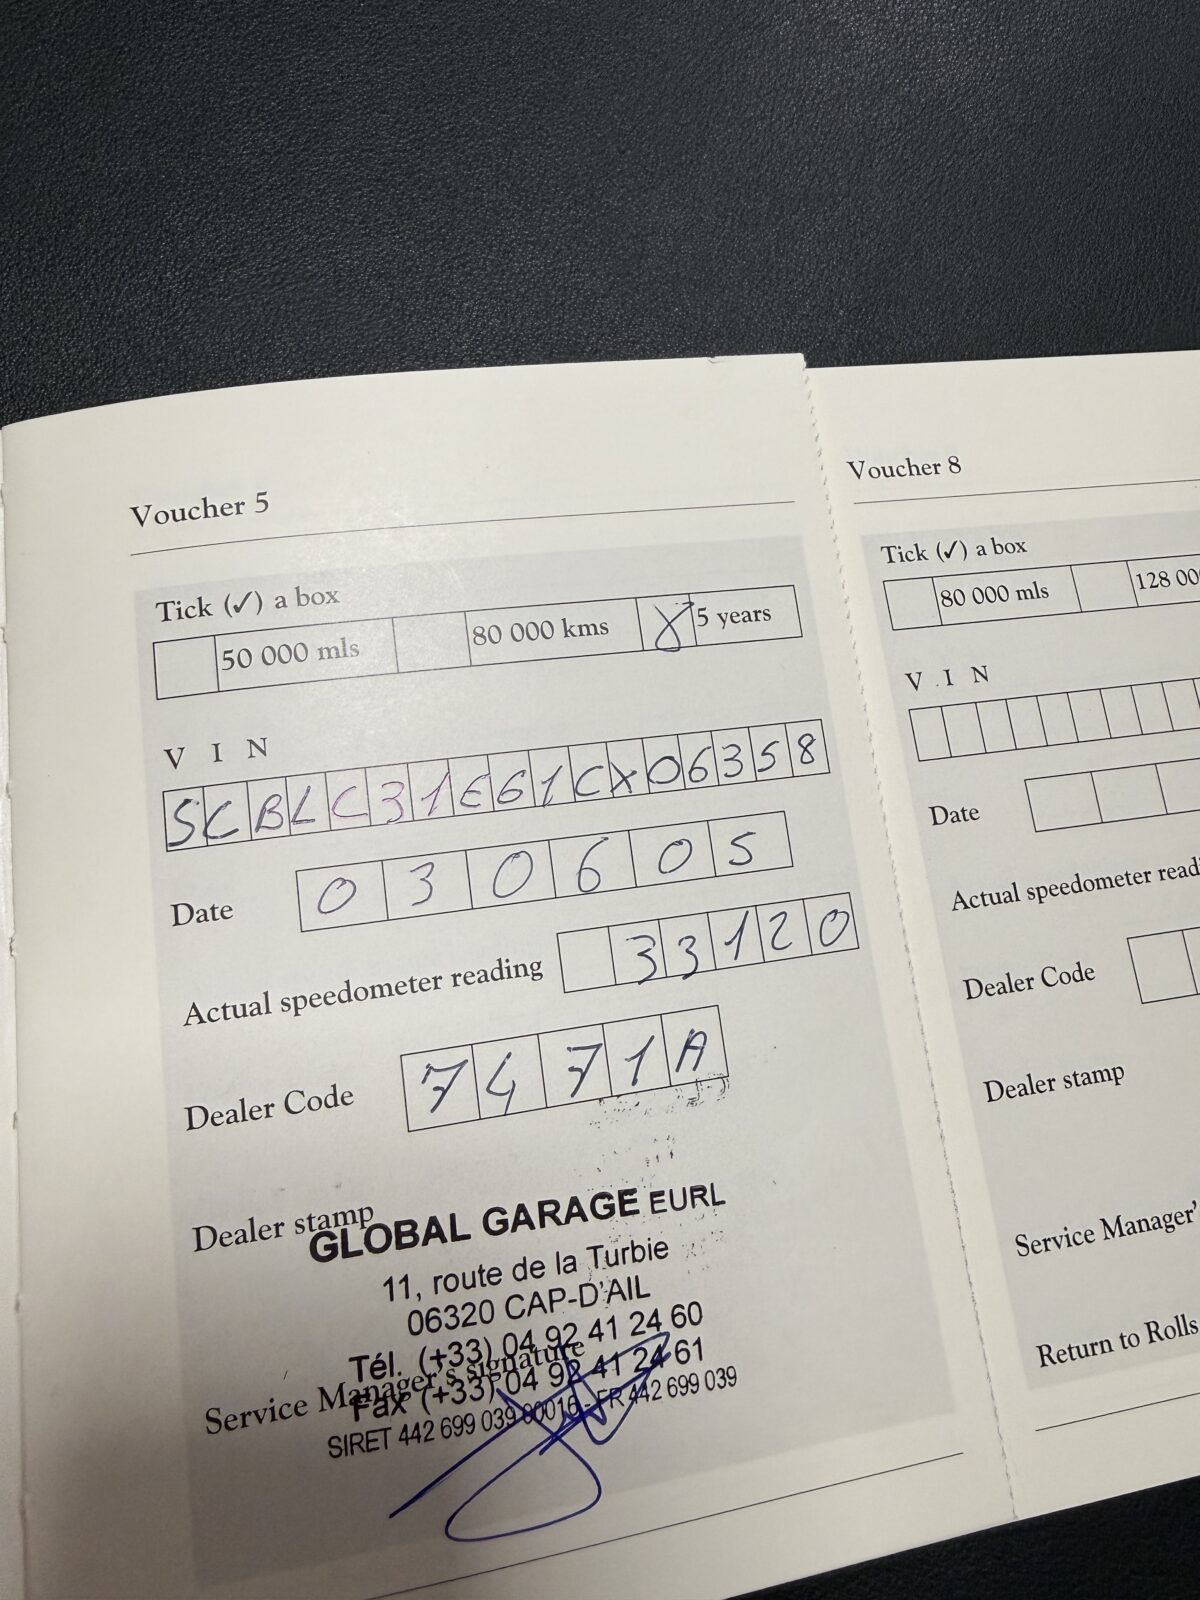 Voucher 5
Tick (✓) a box
50 000 mls 80 000 kms X 5 years
V I N
SCBLC31E61CX06358
Date 030605
Actual speedometer reading 33120
Dealer Code 7471A
Dealer stamp
GLOBAL GARAGE EURL
11, route de la Turbie
06320 CAP-D'AIL
Tél. (+33) 04 92 41 24 60
Service Manager's signature
Fax (+33) 04 92 41 24 61
SIRET 442 699 039 00016 - FR 442 699 039
Voucher 8
Tick (✓) a box
80 000 mls 128 00
V I N
Date
Actual speedometer readi
Dealer Code
Dealer stamp
Service Manager'
Return to Rolls